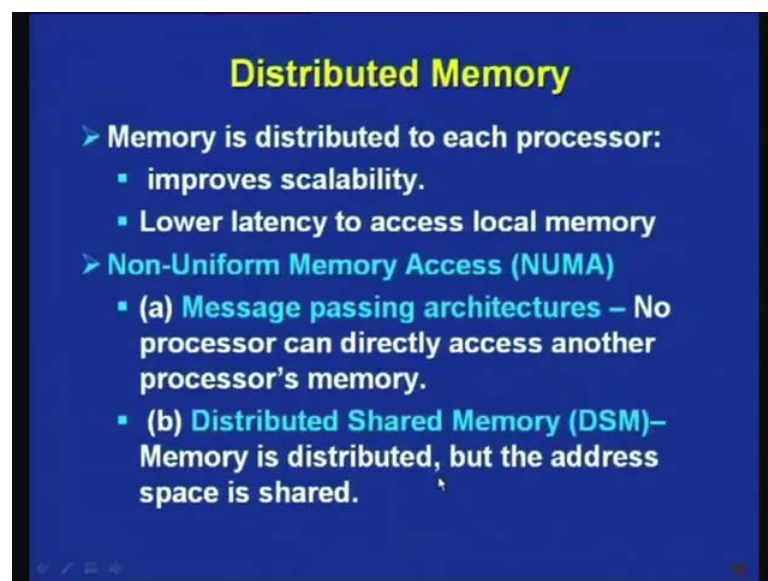 Distributed Memory
➢ Memory is distributed to each processor:
▪ improves scalability.
▪ Lower latency to access local memory
➢ Non-Uniform Memory Access (NUMA)
▪ (a) Message passing architectures – No
processor can directly access another
processor's memory.
▪ (b) Distributed Shared Memory (DSM)–
Memory is distributed, but the address
space is shared.